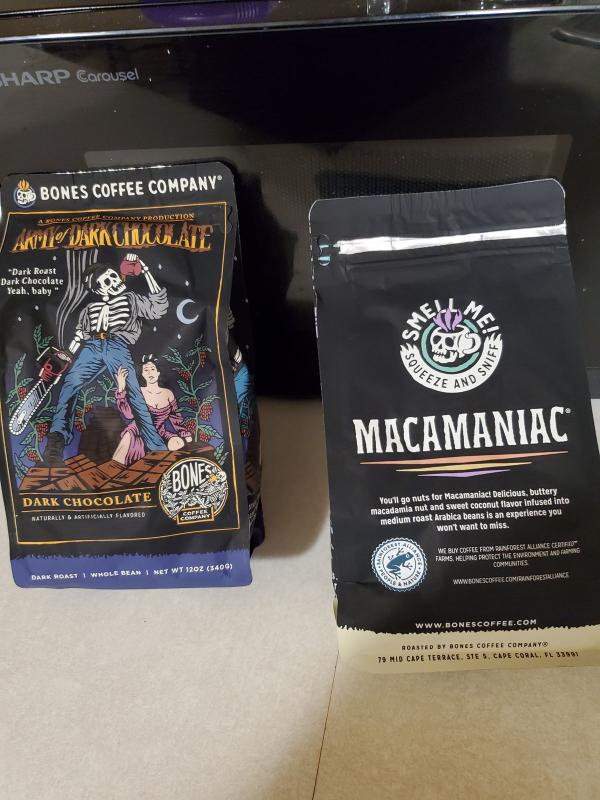 SHARP Carousel
BONES COFFEE COMPANY®
A BONES COFFEE COMPANY PRODUCTION
ARMY of DARK CHOCOLATE
"Dark Roast
Dark Chocolate
Yeah, baby"
BONES
COFFEE
COMPANY
DARK CHOCOLATE
NATURALLY & ARTIFICIALLY FLAVORED
DARK ROAST | WHOLE BEAN | NET WT 12OZ (340G)
SMELL ME!
SQUEEZE AND SNIFF
MACAMANIAC®
You'll go nuts for Macamaniac! Delicious, buttery
macadamia nut and sweet coconut flavor infused into
medium roast Arabica beans is an experience you
won't want to miss.
RAINFOREST ALLIANCE
PEOPLE & NATURE
WE BUY COFFEE FROM RAINFOREST ALLIANCE CERTIFIED™
FARMS, HELPING PROTECT THE ENVIRONMENT AND FARMING
COMMUNITIES.
WWW.BONESCOFFEE.COM/RAINFORESTALLIANCE
WWW.BONESCOFFEE.COM
ROASTED BY BONES COFFEE COMPANY®
79 MID CAPE TERRACE, STE 5, CAPE CORAL, FL 33991